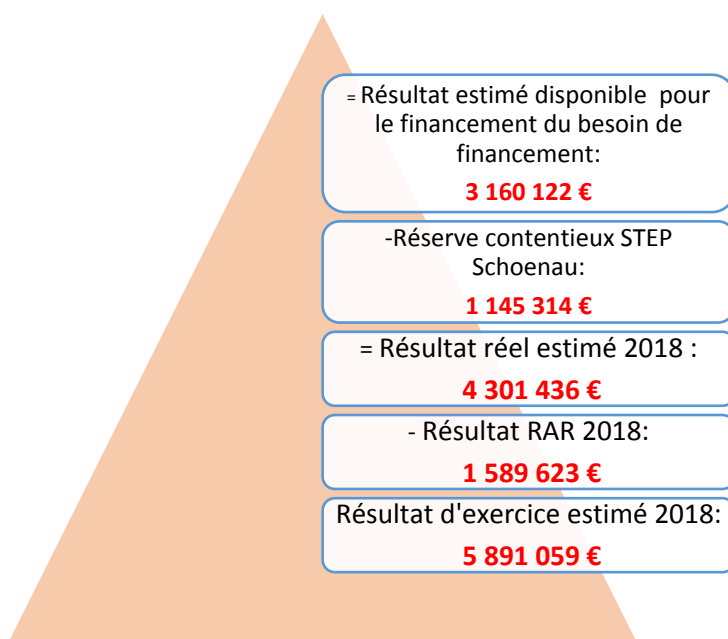 = Résultat estimé disponible pour
le financement du besoin de
financement:
3 160 122 €
-Réserve contentieux STEP
Schoenau:
1 145 314 €
= Résultat réel estimé 2018 :
4 301 436 €
- Résultat RAR 2018:
1 589 623 €
Résultat d'exercice estimé 2018:
5 891 059 €